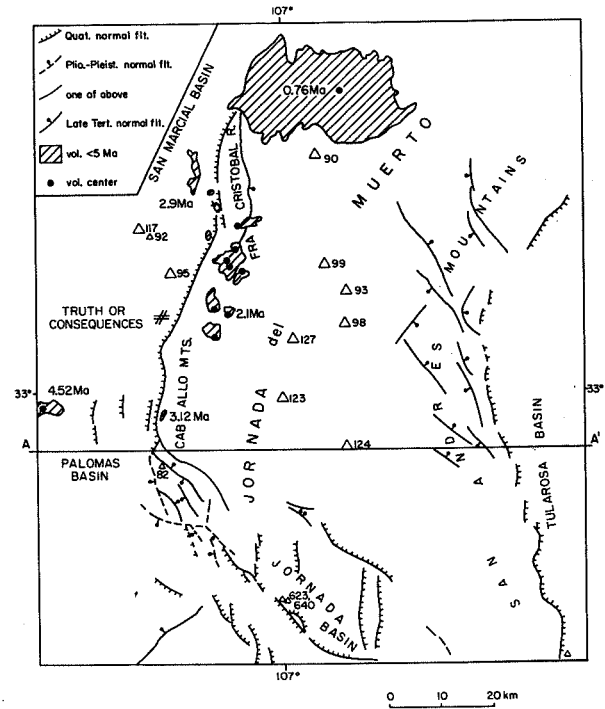 107°
Quat. normal flt.
Plio.-Pleist. normal flt.
one of above
Late Tert. normal flt.
vol. <5 Ma
vol. center
SAN MARCIAL BASIN
0.76Ma
90
MUERTO
FRA CRISTOBAL R.
2.9Ma
117
92
95
99
93
98
MOUNTAINS
TRUTH OR
CONSEQUENCES
2.1Ma
del
127
33°
33°
4.52Ma
3.12Ma
CABALLO MTS.
123
JORNADA
124
SAN ANDRES
A
A'
PALOMAS
BASIN
TULAROSA BASIN
JORNADA
BASIN
623,
640
107°
0 10 20 km